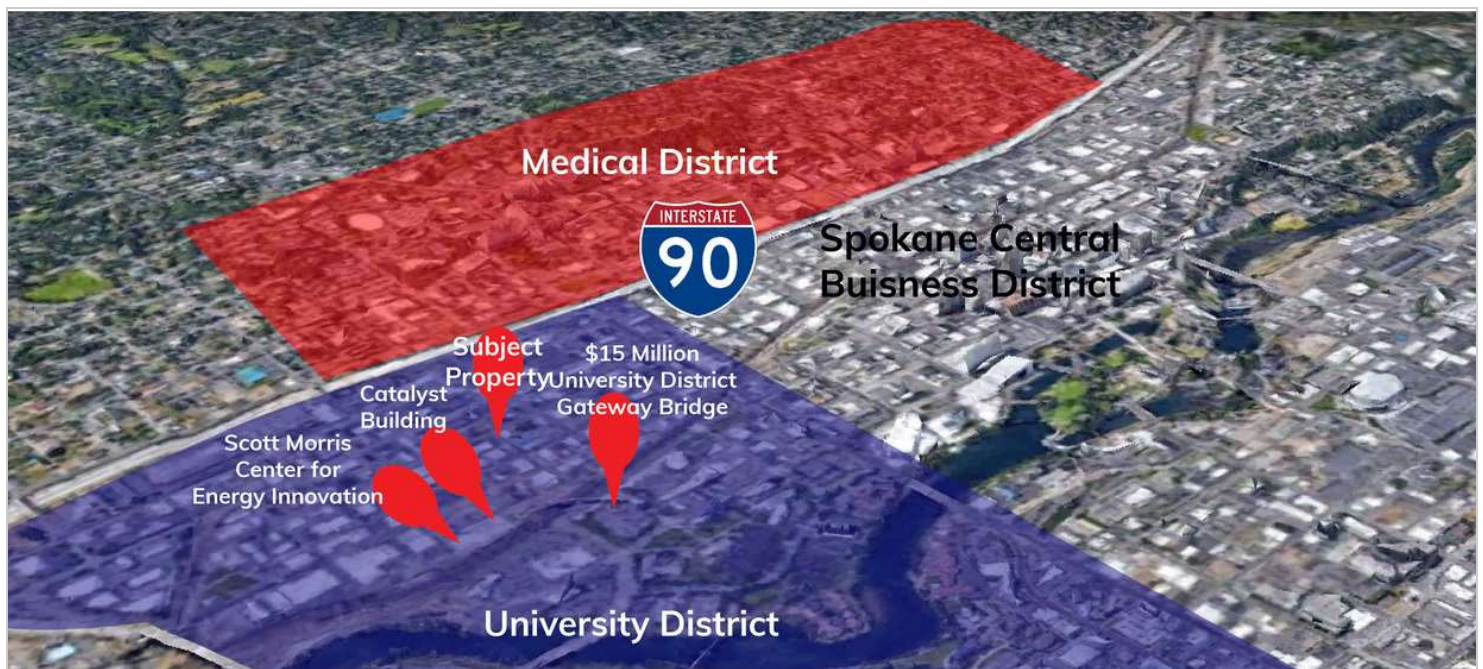 Medical District
INTERSTATE
90
Spokane Central
Buisness District
Subject
Property
$15 Million
University District
Gateway Bridge
Catalyst
Building
Scott Morris
Center for
Energy Innovation
University District